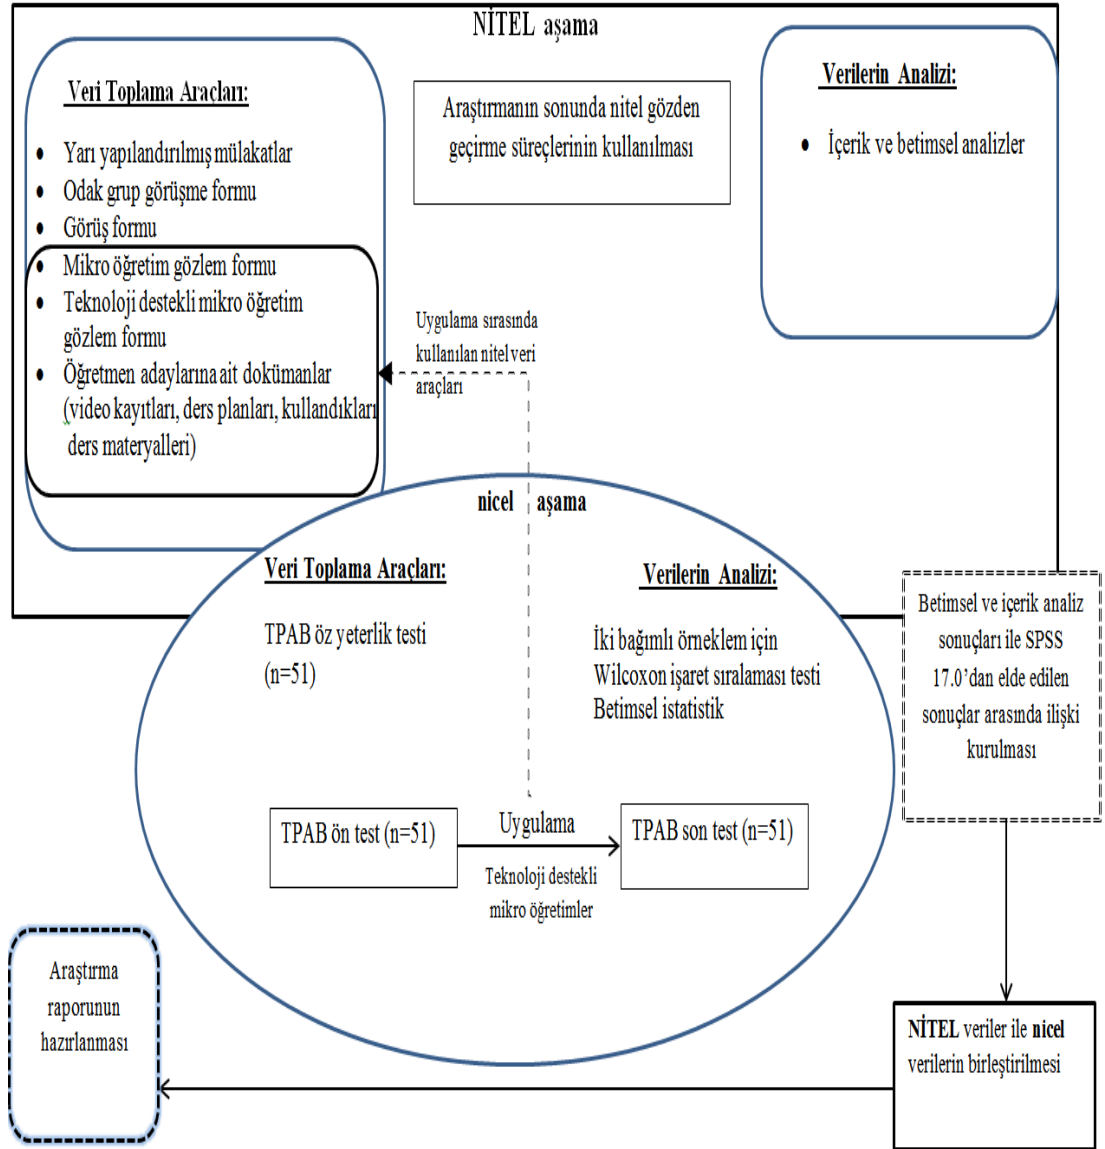 NİTEL aşama
Veri Toplama Araçları:
Yarı yapılandırılmış mülakatlar
Odak grup görüşme formu
Görüş formu
Mikro öğretim gözlem formu
Teknoloji destekli mikro öğretim
gözlem formu
Öğretmen adaylarına ait dokümanlar
(video kayıtları, ders planları, kullandıkları
ders materyalleri)
Araştırmanın sonunda nitel gözden
geçirme süreçlerinin kullanılması
Verilerin Analizi:
İçerik ve betimsel analizler
Uygulama sırasında
kullanılan nitel veri
araçları
nicel aşama
Veri Toplama Araçları:
TPAB öz yeterlik testi
(n=51)
Verilerin Analizi:
İki bağımlı örneklem için
Wilcoxon işaret sıralaması testi
Betimsel istatistik
TPAB ön test (n=51)
Uygulama
Teknoloji destekli
mikro öğretimler
TPAB son test (n=51)
Betimsel ve içerik analiz
sonuçları ile SPSS
17.0’dan elde edilen
sonuçlar arasında ilişki
kurulması
NİTEL veriler ile nicel
verilerin birleştirilmesi
Araştırma
raporunun
hazırlanması